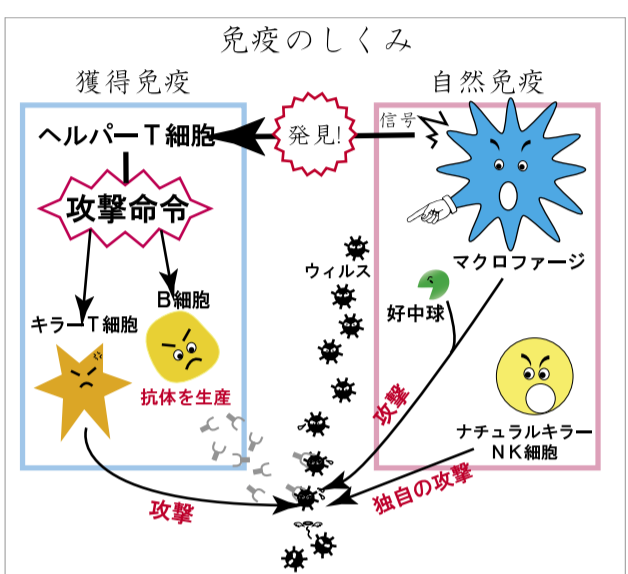 免疫のしくみ
獲得免疫
自然免疫
ヘルパーT細胞
発見!
信号
攻撃命令
マクロファージ
ウィルス
好中球
B細胞
キラーT細胞
抗体を生産
攻撃
ナチュラルキラー
NK細胞
独自の攻撃
攻撃